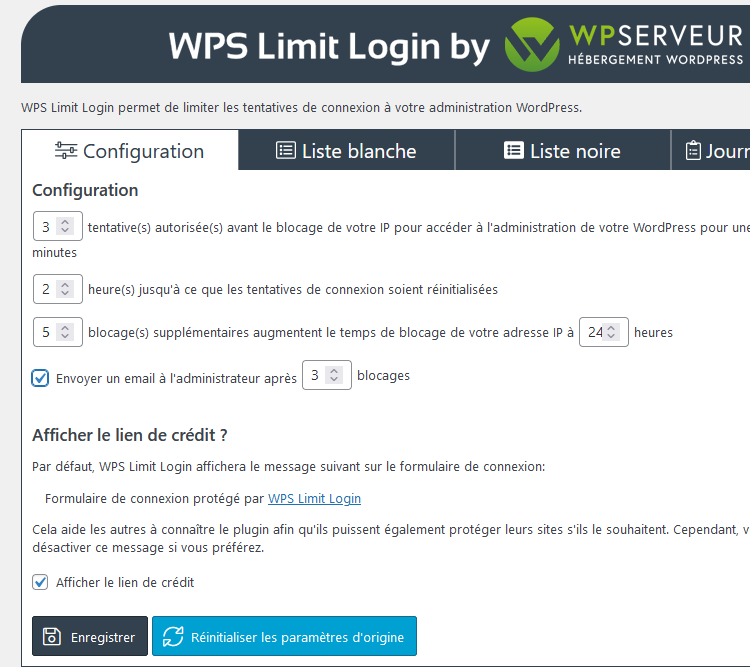 WPS Limit Login by WPSERVEUR
HÉBERGEMENT WORDPRESS
WPS Limit Login permet de limiter les tentatives de connexion à votre administration WordPress.
Configuration Liste blanche Liste noire Journ
Configuration
3 tentative(s) autorisée(s) avant le blocage de votre IP pour accéder à l'administration de votre WordPress pour une
minutes
2 heure(s) jusqu'à ce que les tentatives de connexion soient réinitialisées
5 blocage(s) supplémentaires augmentent le temps de blocage de votre adresse IP à 24 heures
Envoyer un email à l'administrateur après 3 blocages
Afficher le lien de crédit ?
Par défaut, WPS Limit Login affichera le message suivant sur le formulaire de connexion:
Formulaire de connexion protégé par WPS Limit Login
Cela aide les autres à connaître le plugin afin qu'ils puissent également protéger leurs sites s'ils le souhaitent. Cependant, v
désactiver ce message si vous préférez.
Afficher le lien de crédit
Enregistrer Réinitialiser les paramètres d'origine